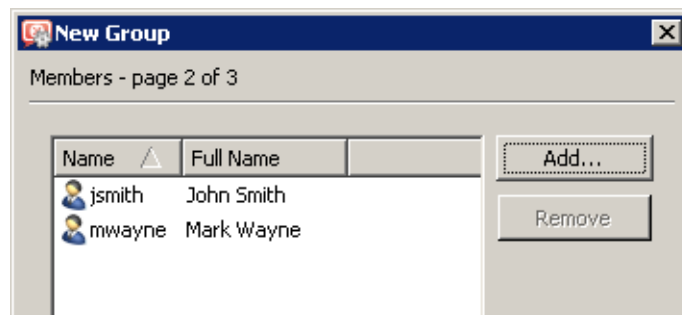 New Group
Members - page 2 of 3
Name Full Name
Add...
jsmith John Smith
Remove
mwayne Mark Wayne